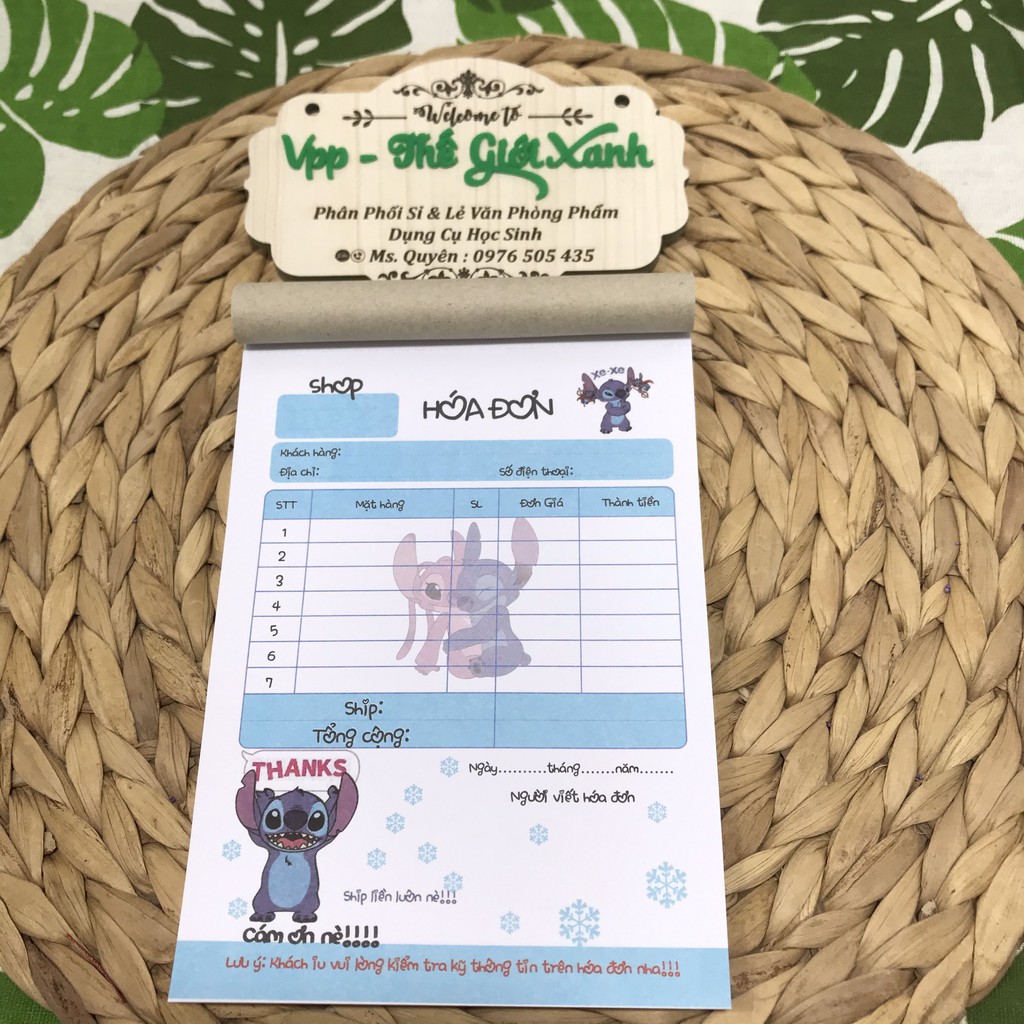 Welcome to
Vpp - Thế Giới Xanh
Phân Phối Sỉ & Lẻ Văn Phòng Phẩm
Dụng Cụ Học Sinh
Ms. Quyên : 0976 505 435
Shop
HÓA ĐƠN
Xe-Xe
Khách hàng:
Địa chỉ: Số điện thoại:
STT Mặt hàng SL Đơn Giá Thành tiền
1
2
3
4
5
6
7
Ship:
Tổng cộng:
THANKS
Ngày..........tháng.......năm.......
Người viết hóa đơn
Ship liền luôn nè!!!
Cám ơn nè!!!!
Lưu ý: Khách iu vui lòng kiểm tra kỹ thông tin trên hóa đơn nha!!!